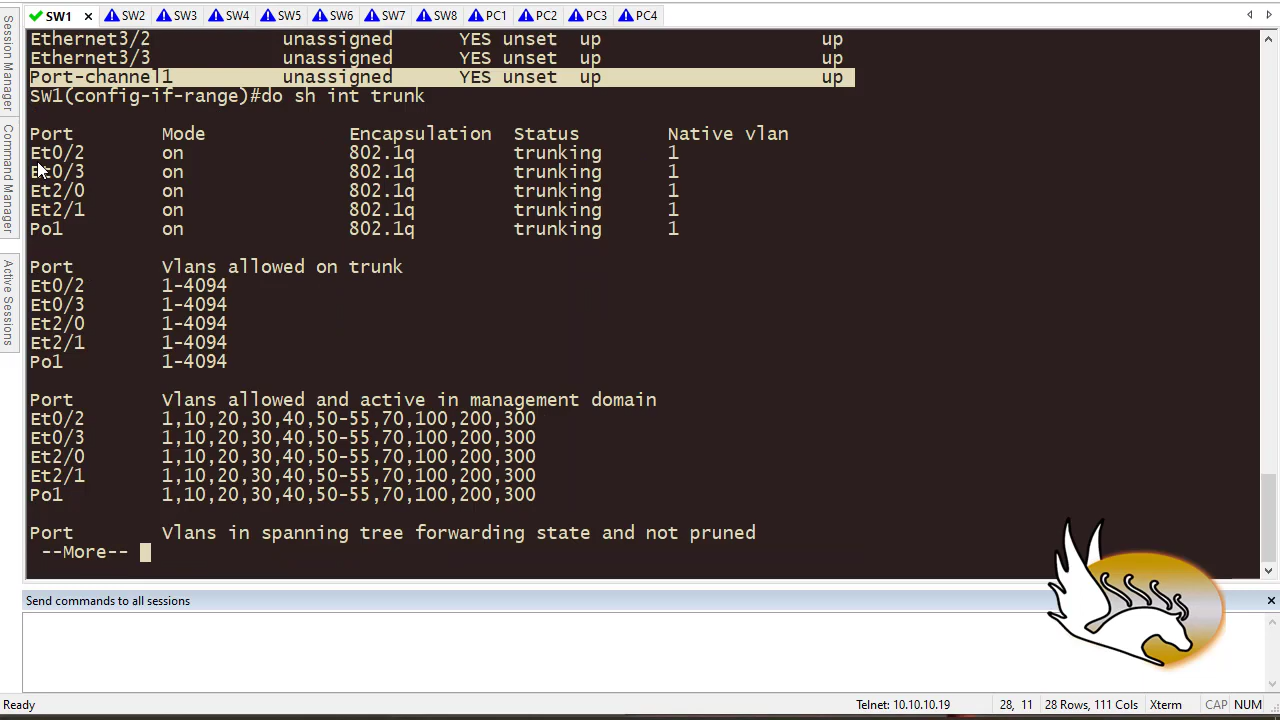 SW1 SW2 SW3 SW4 SW5 SW6 SW7 SW8 PC1 PC2 PC3 PC4
Session Manager
Command Manager
Active Sessions
Ethernet3/2 unassigned YES unset up up
Ethernet3/3 unassigned YES unset up up
Port-channel1 unassigned YES unset up up
SW1(config-if-range)#do sh int trunk
Port Mode Encapsulation Status Native vlan
Et0/2 on 802.1q trunking 1
Et0/3 on 802.1q trunking 1
Et2/0 on 802.1q trunking 1
Et2/1 on 802.1q trunking 1
Po1 on 802.1q trunking 1
Port Vlans allowed on trunk
Et0/2 1-4094
Et0/3 1-4094
Et2/0 1-4094
Et2/1 1-4094
Po1 1-4094
Port Vlans allowed and active in management domain
Et0/2 1,10,20,30,40,50-55,70,100,200,300
Et0/3 1,10,20,30,40,50-55,70,100,200,300
Et2/0 1,10,20,30,40,50-55,70,100,200,300
Et2/1 1,10,20,30,40,50-55,70,100,200,300
Po1 1,10,20,30,40,50-55,70,100,200,300
Port Vlans in spanning tree forwarding state and not pruned
--More--
Send commands to all sessions
Ready Telnet: 10.10.10.19 28, 11 28 Rows, 111 Cols Xterm CAP NUM